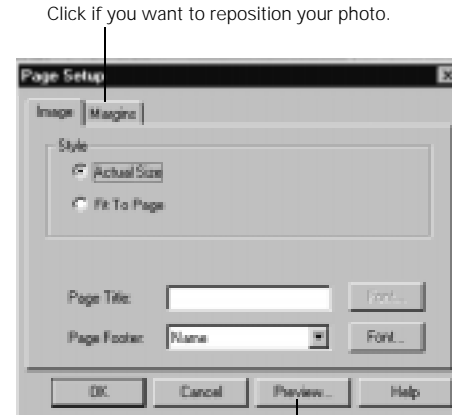 Click if you want to reposition your photo.
Page Setup
Image Margins
Style
Actual Size
Fit To Page
Page Title: Font...
Page Footer: Name Font...
OK Cancel Preview... Help